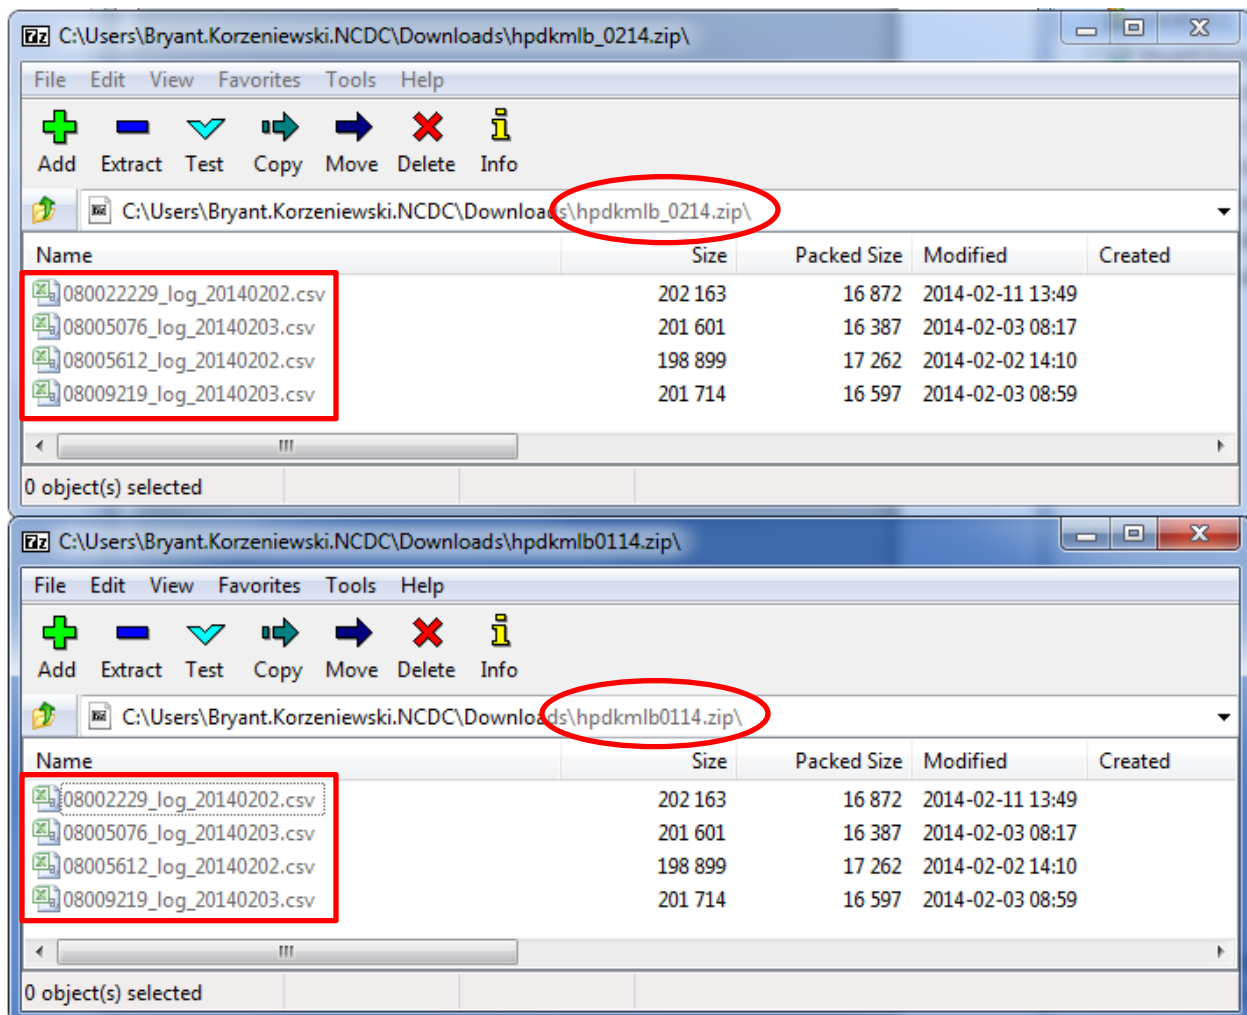 7z C:\Users\Bryant.Korzeniewski.NCDC\Downloads\hpdkmlb_0214.zip\
File Edit View Favorites Tools Help
Add Extract Test Copy Move Delete Info
C:\Users\Bryant.Korzeniewski.NCDC\Downloads\hpdkmlb_0214.zip\
Name Size Packed Size Modified Created
080022229_log_20140202.csv 202 163 16 872 2014-02-11 13:49
08005076_log_20140203.csv 201 601 16 387 2014-02-03 08:17
08005612_log_20140202.csv 198 899 17 262 2014-02-02 14:10
08009219_log_20140203.csv 201 714 16 597 2014-02-03 08:59
0 object(s) selected
7z C:\Users\Bryant.Korzeniewski.NCDC\Downloads\hpdkmlb0114.zip\
File Edit View Favorites Tools Help
Add Extract Test Copy Move Delete Info
C:\Users\Bryant.Korzeniewski.NCDC\Downloads\hpdkmlb0114.zip\
Name Size Packed Size Modified Created
08002229_log_20140202.csv 202 163 16 872 2014-02-11 13:49
08005076_log_20140203.csv 201 601 16 387 2014-02-03 08:17
08005612_log_20140202.csv 198 899 17 262 2014-02-02 14:10
08009219_log_20140203.csv 201 714 16 597 2014-02-03 08:59
0 object(s) selected